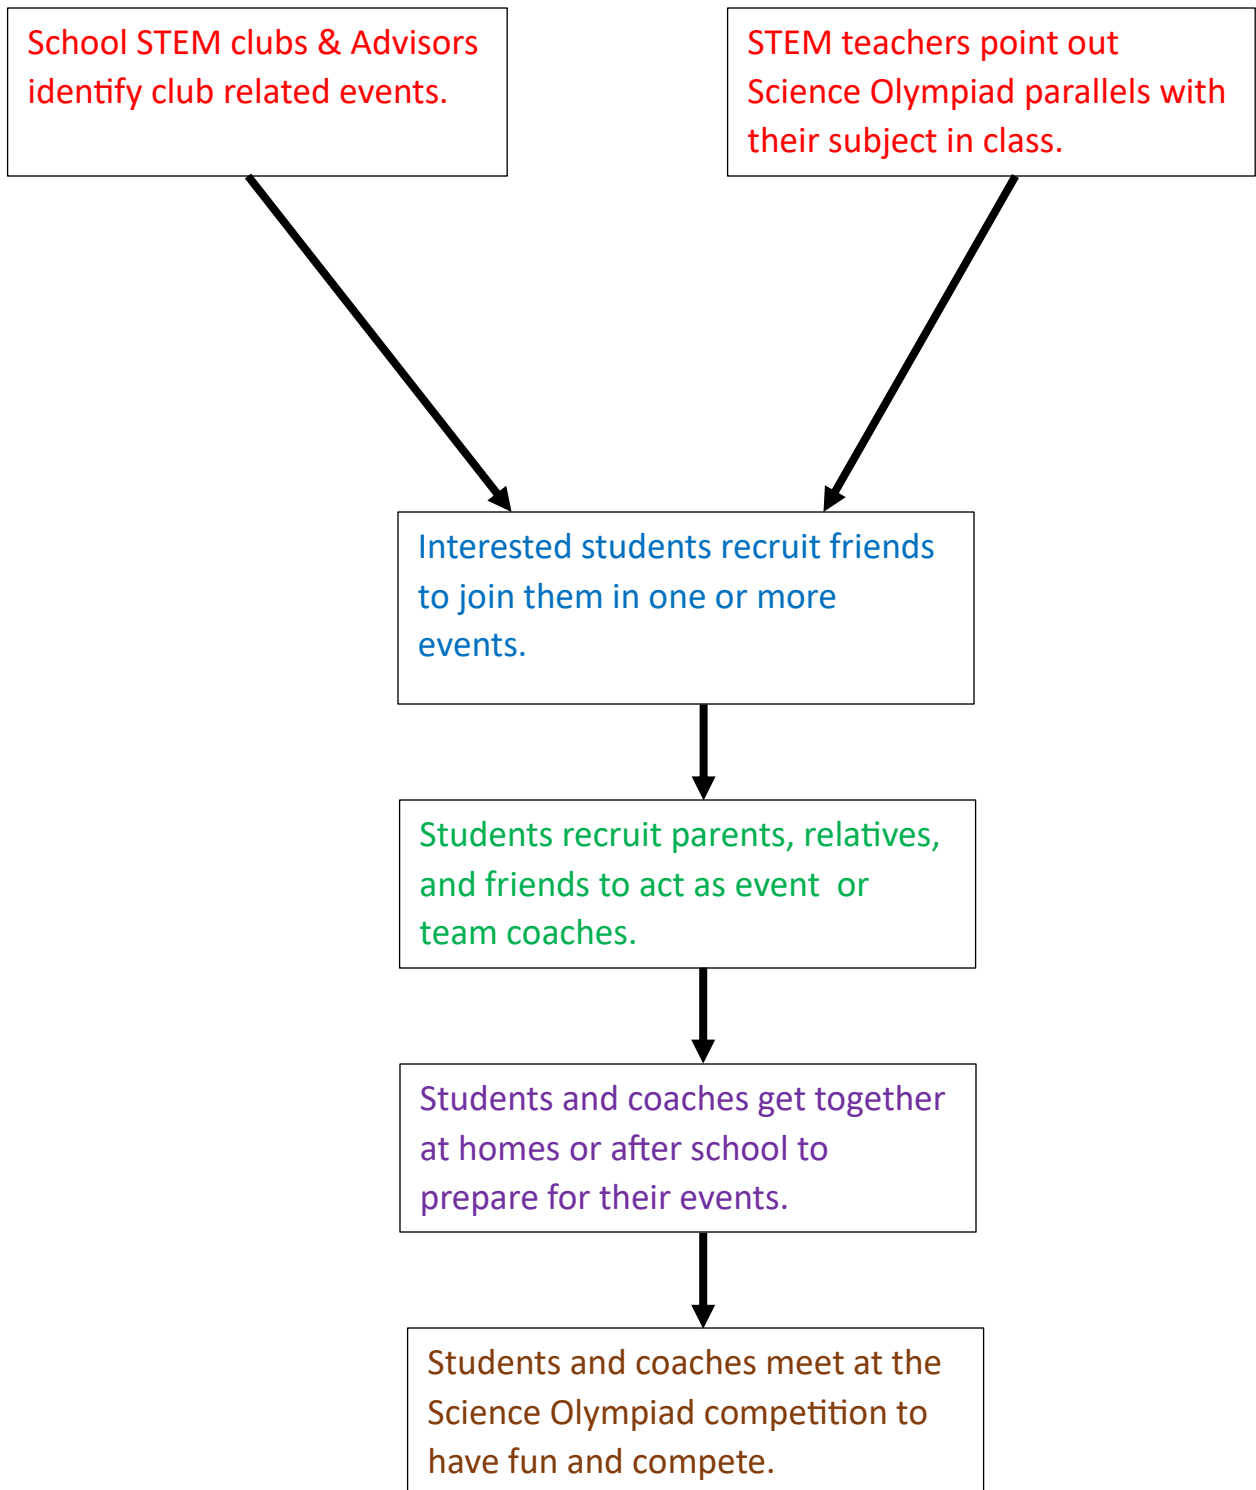 School STEM clubs & Advisors
identify club related events.
STEM teachers point out
Science Olympiad parallels with
their subject in class.
Interested students recruit friends
to join them in one or more
events.
Students recruit parents, relatives,
and friends to act as event  or
team coaches.
Students and coaches get together
at homes or after school to
prepare for their events.
Students and coaches meet at the
Science Olympiad competition to
have fun and compete.